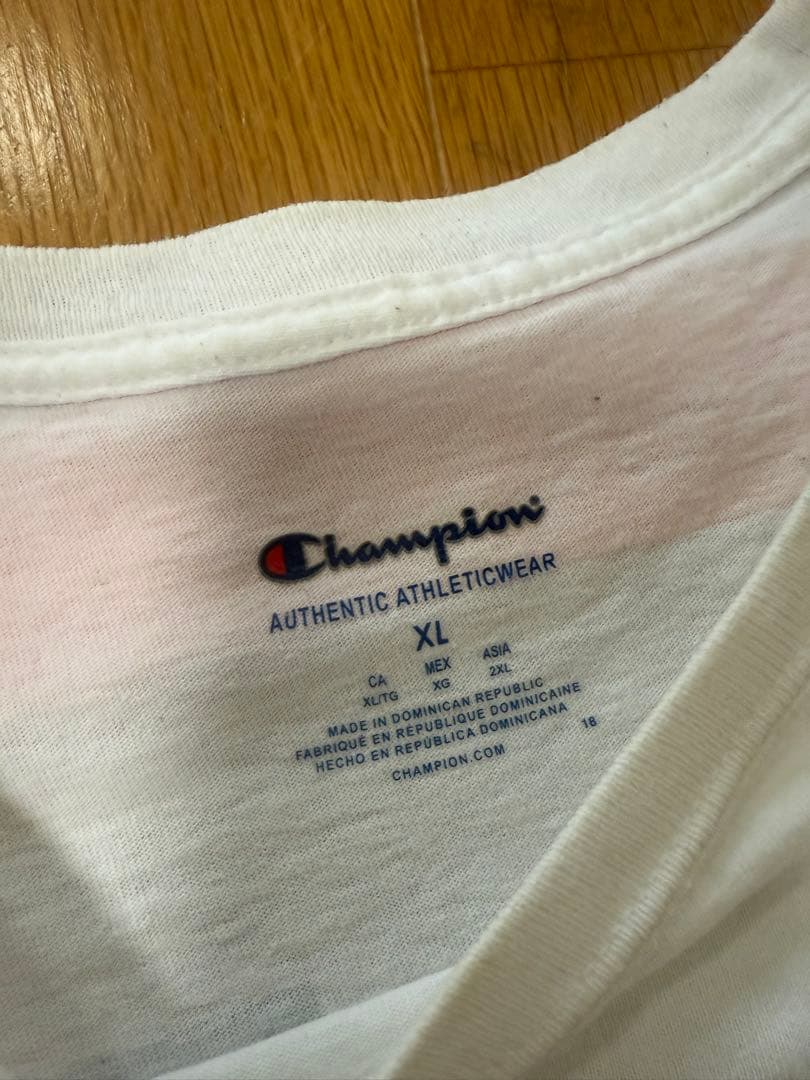 Champion
AUTHENTIC ATHLETICWEAR
XL
CA MEX ASIA
XL/TG XG 2XL
MADE IN DOMINICAN REPUBLIC
FABRIQUÉ EN RÉPUBLIQUE DOMINICAINE
HECHO EN REPÚBLICA DOMINICANA 18
CHAMPION.COM